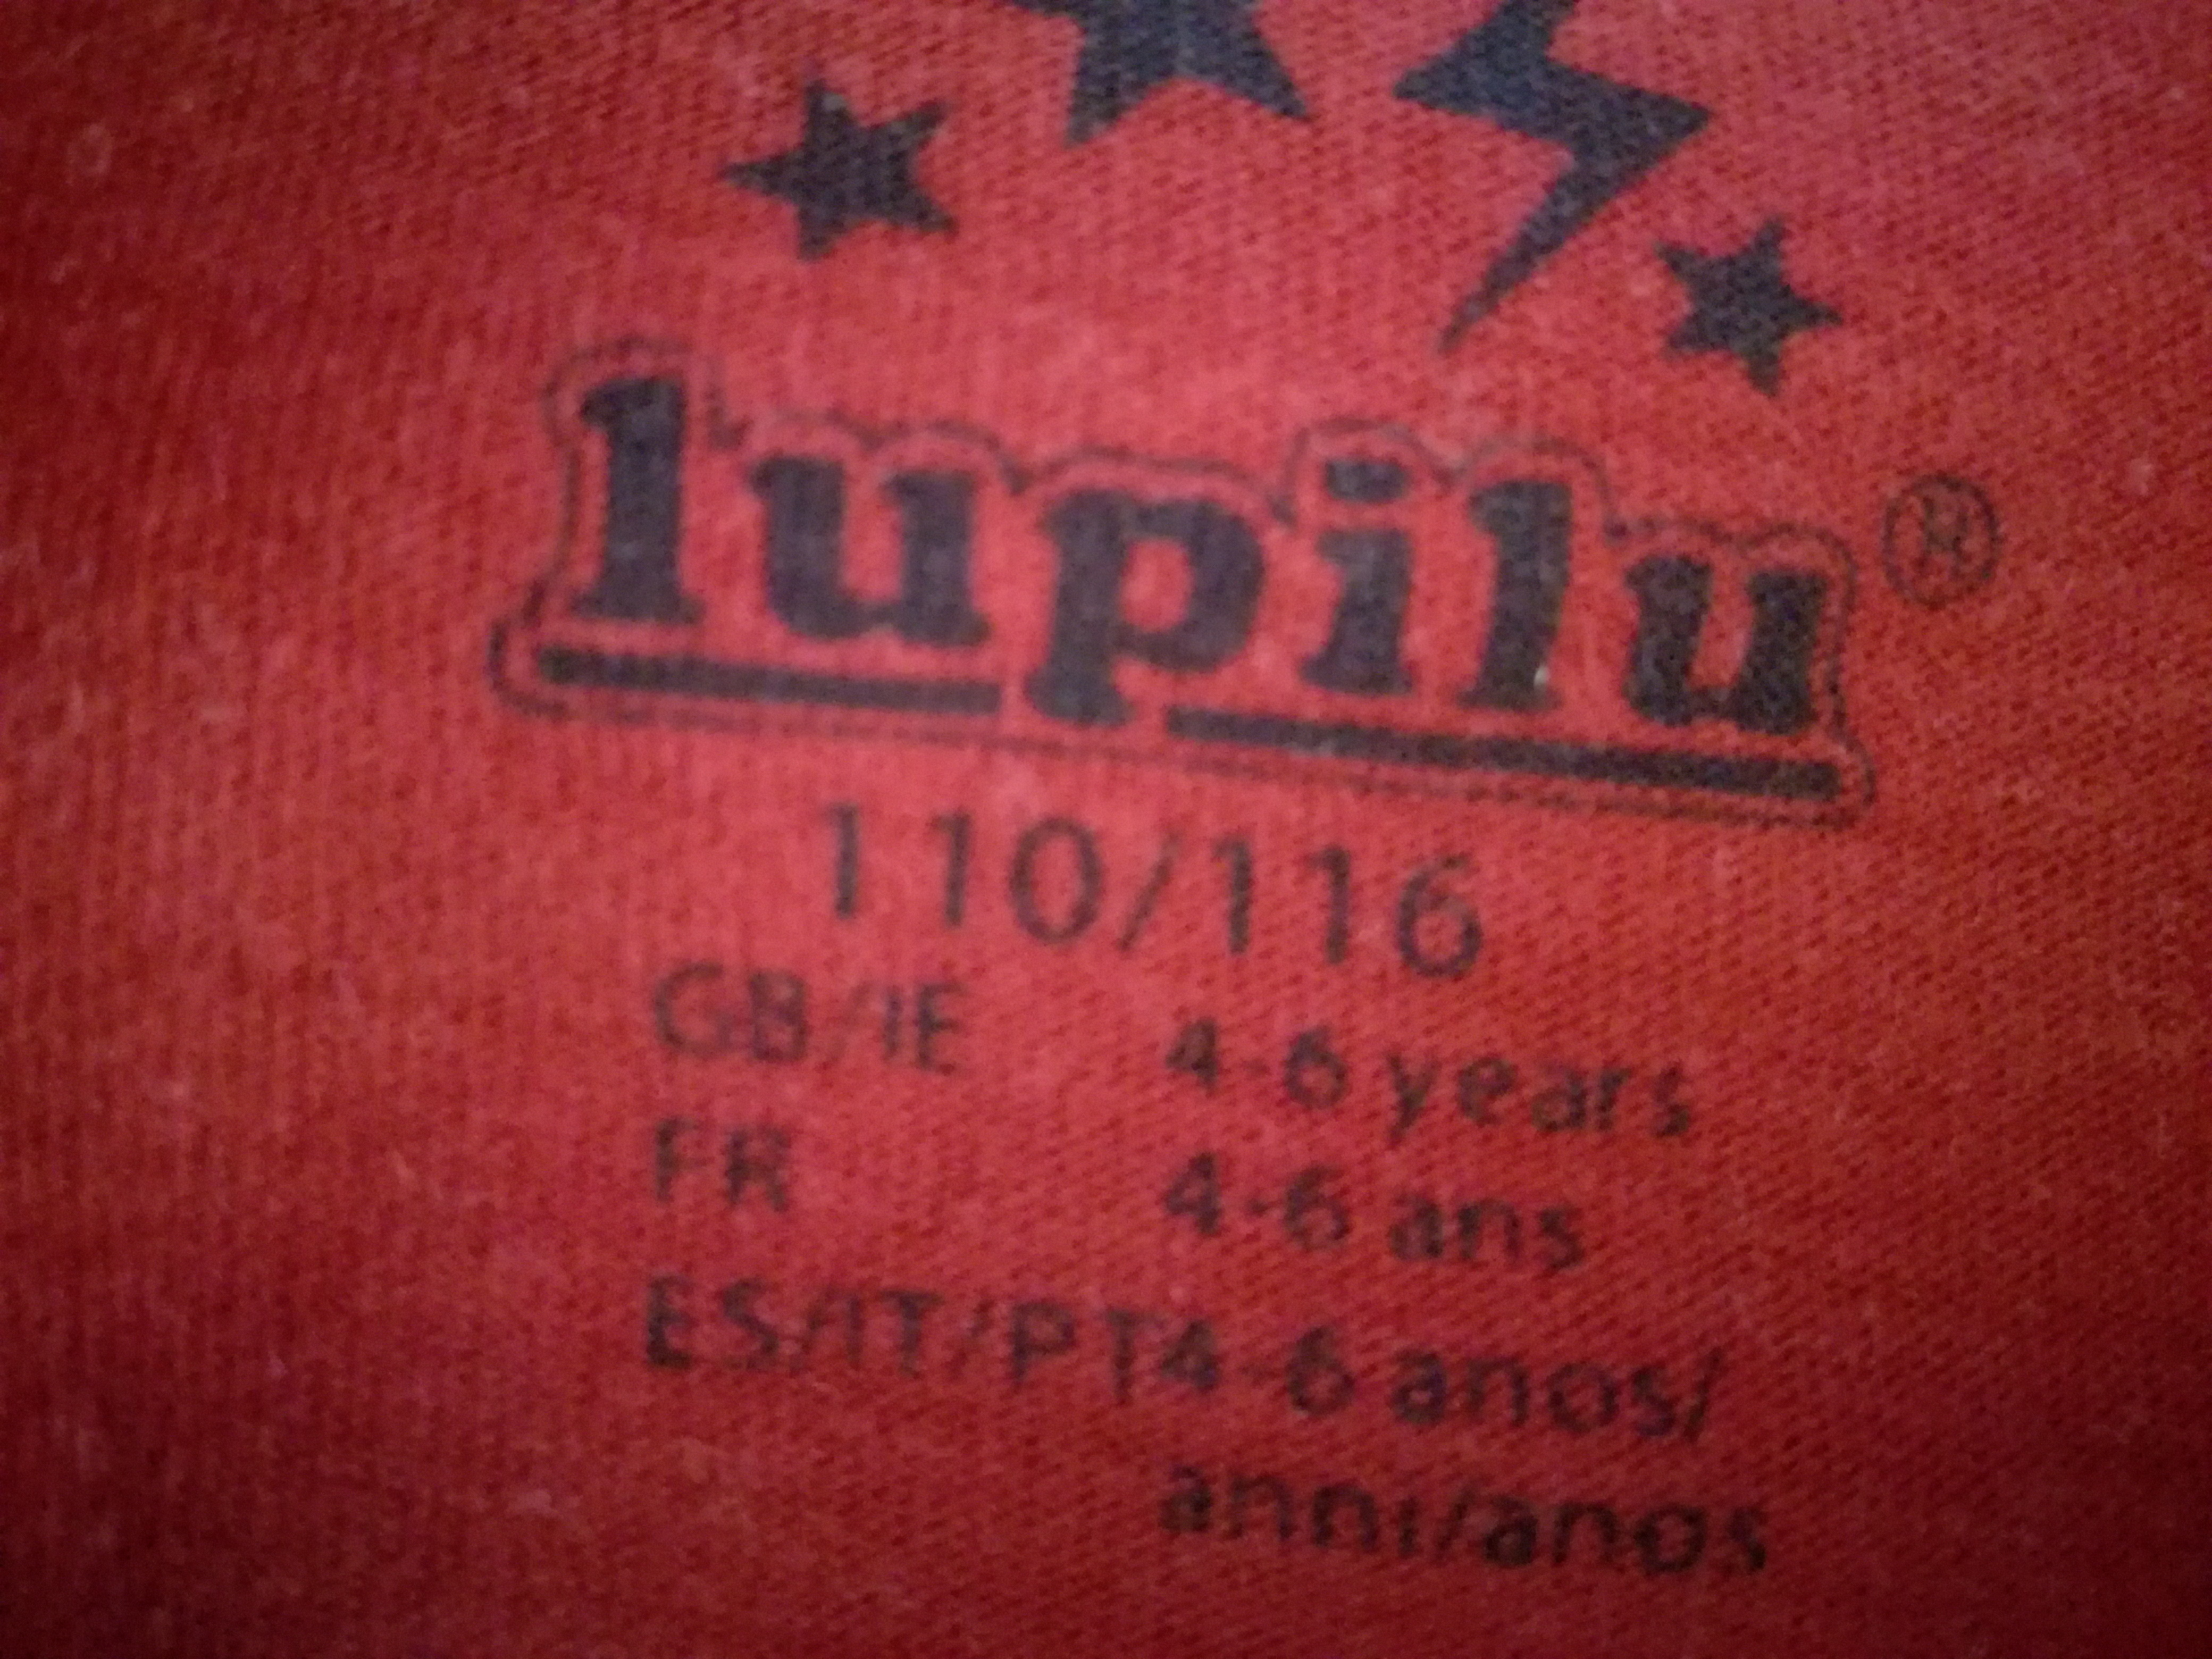 lupilu®
110/116
GB/IE 4-6 years
FR 4-6 ans
ES/IT/PT4-6 anos/
anni/anos